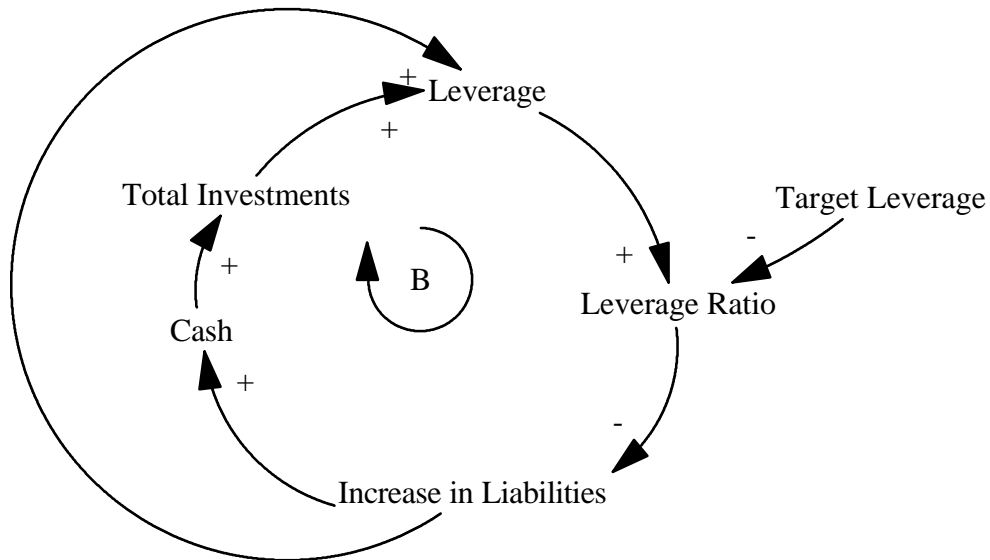 +
Leverage
+
Total Investments
Target Leverage
-
+
+
B
Leverage Ratio
Cash
+
-
Increase in Liabilities